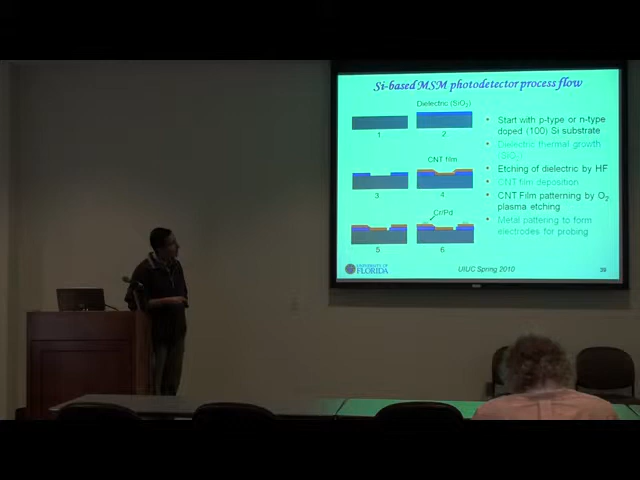 Si-based MSM photodetector process flow
Dielectric (SiO2)
1
2
CNT film
3
4
Cr/Pd
5
6
• Start with p-type or n-type
doped (100) Si substrate
• Dielectric thermal growth
(SiO2)
• Etching of dielectric by HF
• CNT film deposition
• CNT Film patterning by O2
plasma etching
• Metal pattering to form
electrodes for probing
UNIVERSITY OF
FLORIDA
UIUC Spring 2010
39